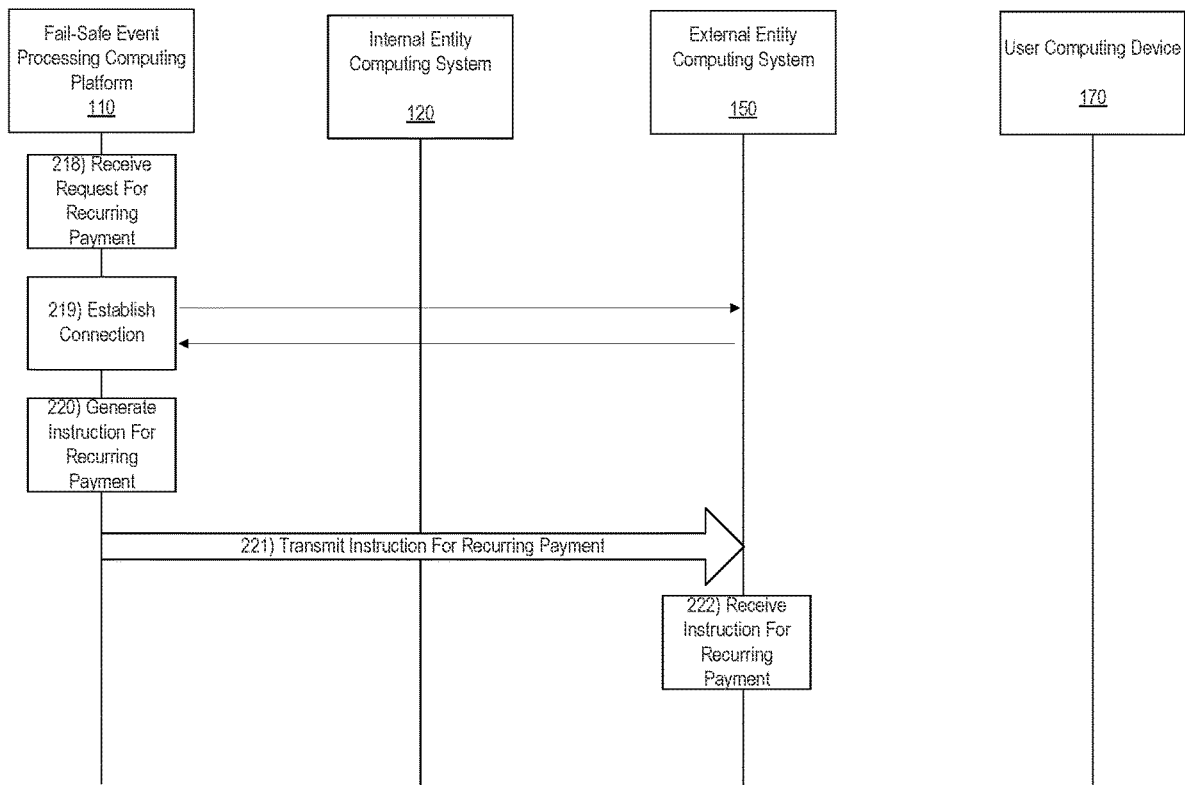 Fail-Safe Event
Processing Computing
Platform
110
Internal Entity
Computing System
120
External Entity
Computing System
150
User Computing Device
170
218) Receive
Request For
Recurring
Payment
219) Establish
Connection
220) Generate
Instruction For
Recurring
Payment
221) Transmit Instruction For Recurring Payment
222) Receive
Instruction For
Recurring
Payment